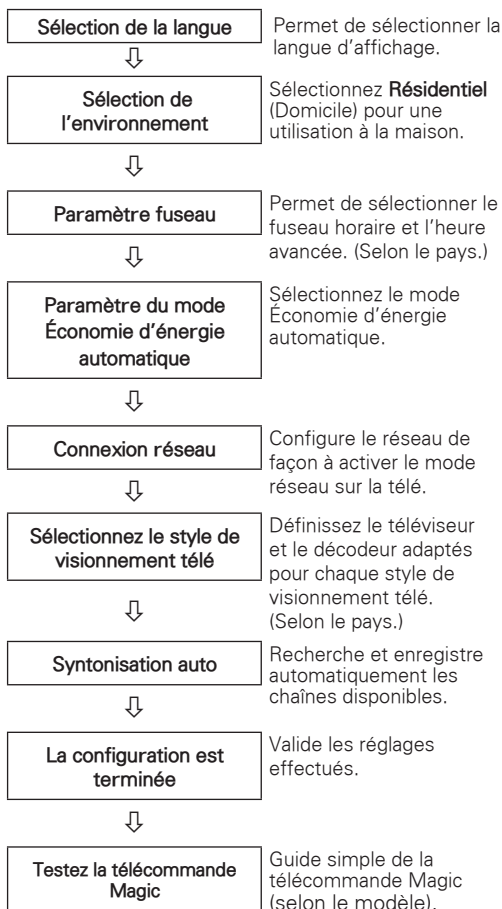 Sélection de la langue
Permet de sélectionner la
langue d'affichage.
Sélection de
l'environnement
Sélectionnez Résidentiel
(Domicile) pour une
utilisation à la maison.
Paramètre fuseau
Permet de sélectionner le
fuseau horaire et l'heure
avancée. (Selon le pays.)
Paramètre du mode
Économie d'énergie
automatique
Sélectionnez le mode
Économie d'énergie
automatique.
Connexion réseau
Configure le réseau de
façon à activer le mode
réseau sur la télé.
Sélectionnez le style de
visionnement télé
Définissez le téléviseur
et le décodeur adaptés
pour chaque style de
visionnement télé.
(Selon le pays.)
Syntonisation auto
Recherche et enregistre
automatiquement les
chaînes disponibles.
La configuration est
terminée
Valide les réglages
effectués.
Testez la télécommande
Magic
Guide simple de la
télécommande Magic
(selon le modèle).